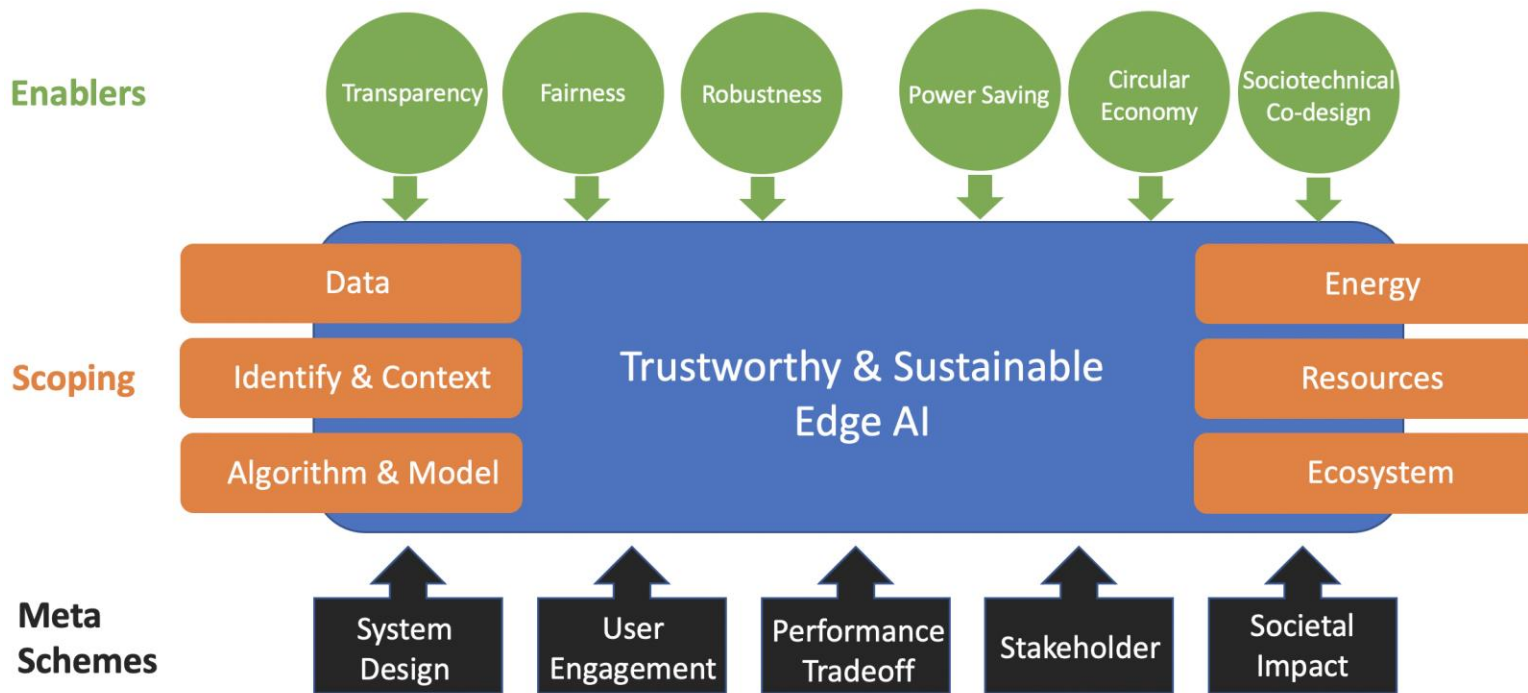 Enablers
Transparency
Fairness
Robustness
Power Saving
Circular
Economy
Sociotechnical
Co-design
Scoping
Data
Identify & Context
Algorithm & Model
Trustworthy & Sustainable
Edge AI
Energy
Resources
Ecosystem
Meta
Schemes
System
Design
User
Engagement
Performance
Tradeoff
Stakeholder
Societal
Impact